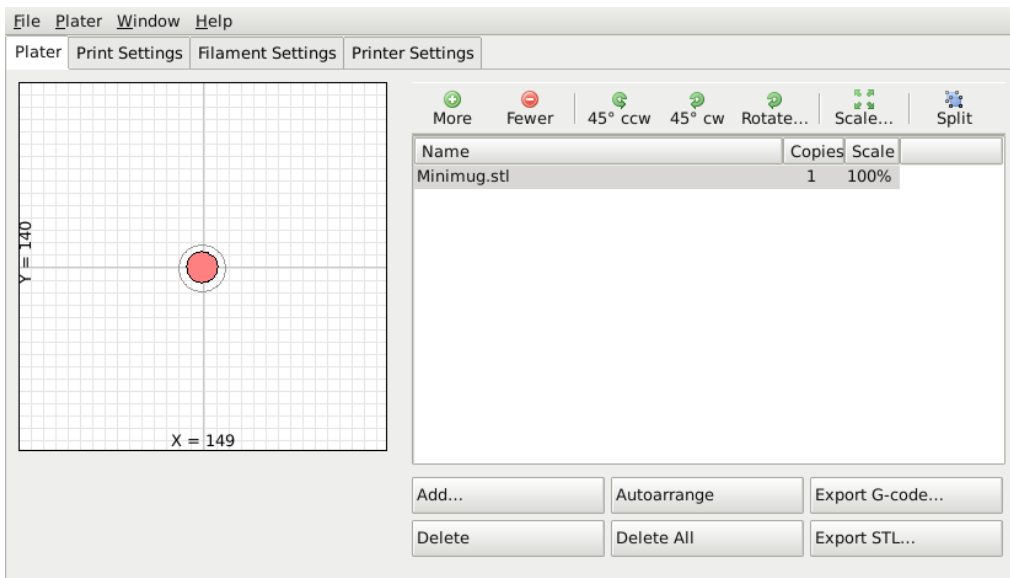 File Plater Window Help
Plater Print Settings Filament Settings Printer Settings
More Fewer 45° ccw 45° cw Rotate... Scale... Split
Name Copies Scale
Minimug.stl 1 100%
Y = 140
X = 149
Add... Autoarrange Export G-code...
Delete Delete All Export STL...